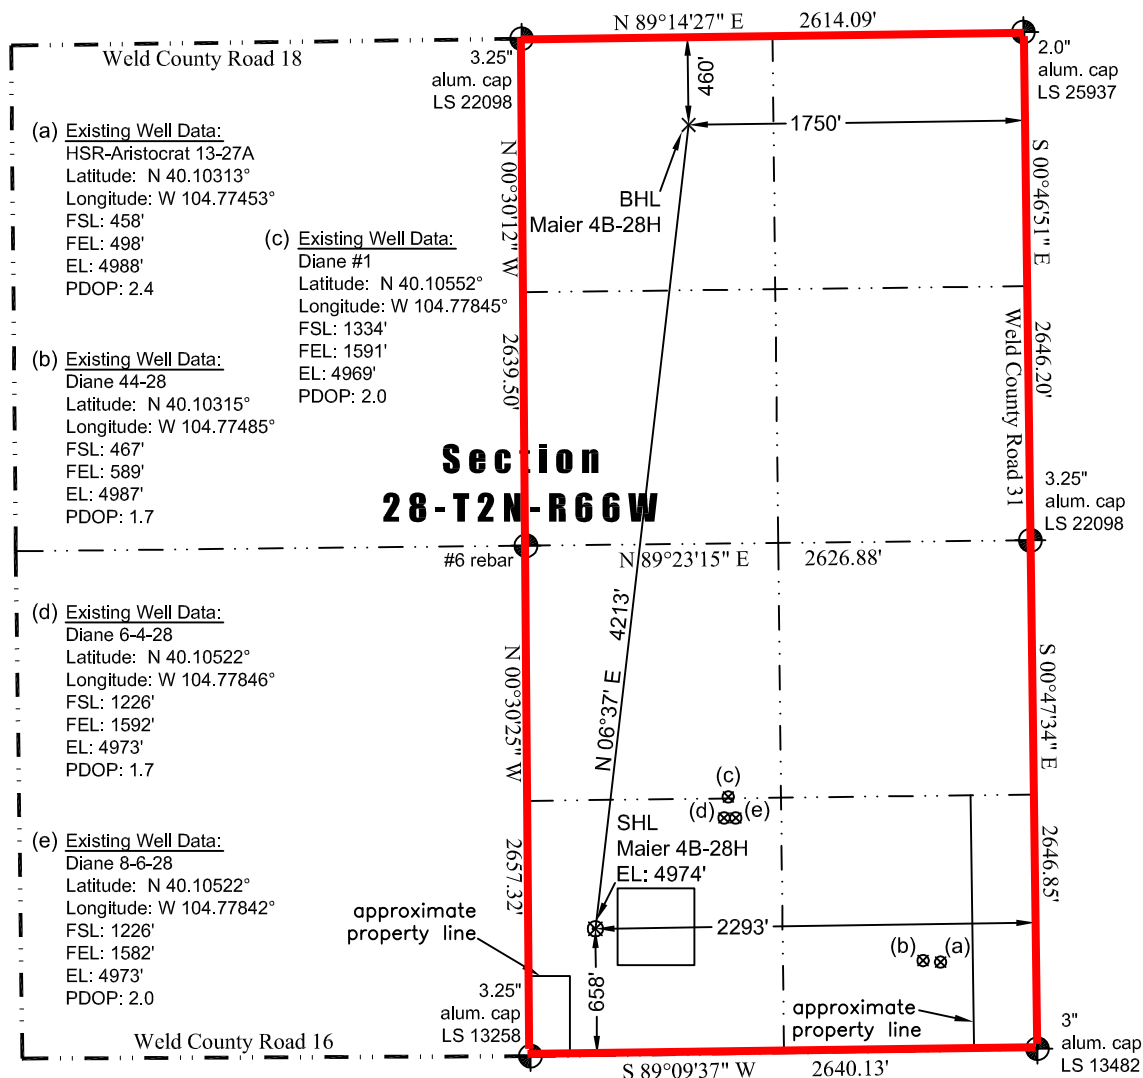 N 89°14'27" E 2614.09'
Weld County Road 18
3.25"
alum. cap
LS 22098
2.0"
alum. cap
LS 25937
460'
1750'
(a) Existing Well Data:
HSR-Aristocrat 13-27A
Latitude: N 40.10313°
Longitude: W 104.77453°
FSL: 458'
FEL: 498'
EL: 4988'
PDOP: 2.4
N 00°30'12" W 2639.50'
S 00°46'51" E 2646.20'
BHL
Maier 4B-28H
(c) Existing Well Data:
Diane #1
Latitude: N 40.10552°
Longitude: W 104.77845°
FSL: 1334'
FEL: 1591'
EL: 4969'
PDOP: 2.0
Weld County Road 31
(b) Existing Well Data:
Diane 44-28
Latitude: N 40.10315°
Longitude: W 104.77485°
FSL: 467'
FEL: 589'
EL: 4987'
PDOP: 1.7
Section
28-T2N-R66W
3.25"
alum. cap
LS 22098
#6 rebar
N 89°23'15" E 2626.88'
N 06°37' E 4213'
(d) Existing Well Data:
Diane 6-4-28
Latitude: N 40.10522°
Longitude: W 104.77846°
FSL: 1226'
FEL: 1592'
EL: 4973'
PDOP: 1.7
N 00°30'25" W 2657.32'
S 00°47'34" E 2646.85'
(c)
(d)
(e)
SHL
Maier 4B-28H
EL: 4974'
(e) Existing Well Data:
Diane 8-6-28
Latitude: N 40.10522°
Longitude: W 104.77842°
FSL: 1226'
FEL: 1582'
EL: 4973'
PDOP: 2.0
approximate
property line
2293'
(b)
(a)
658'
approximate
property line
3.25"
alum. cap
LS 13258
3"
alum. cap
LS 13482
Weld County Road 16
S 89°09'37" W 2640.13'